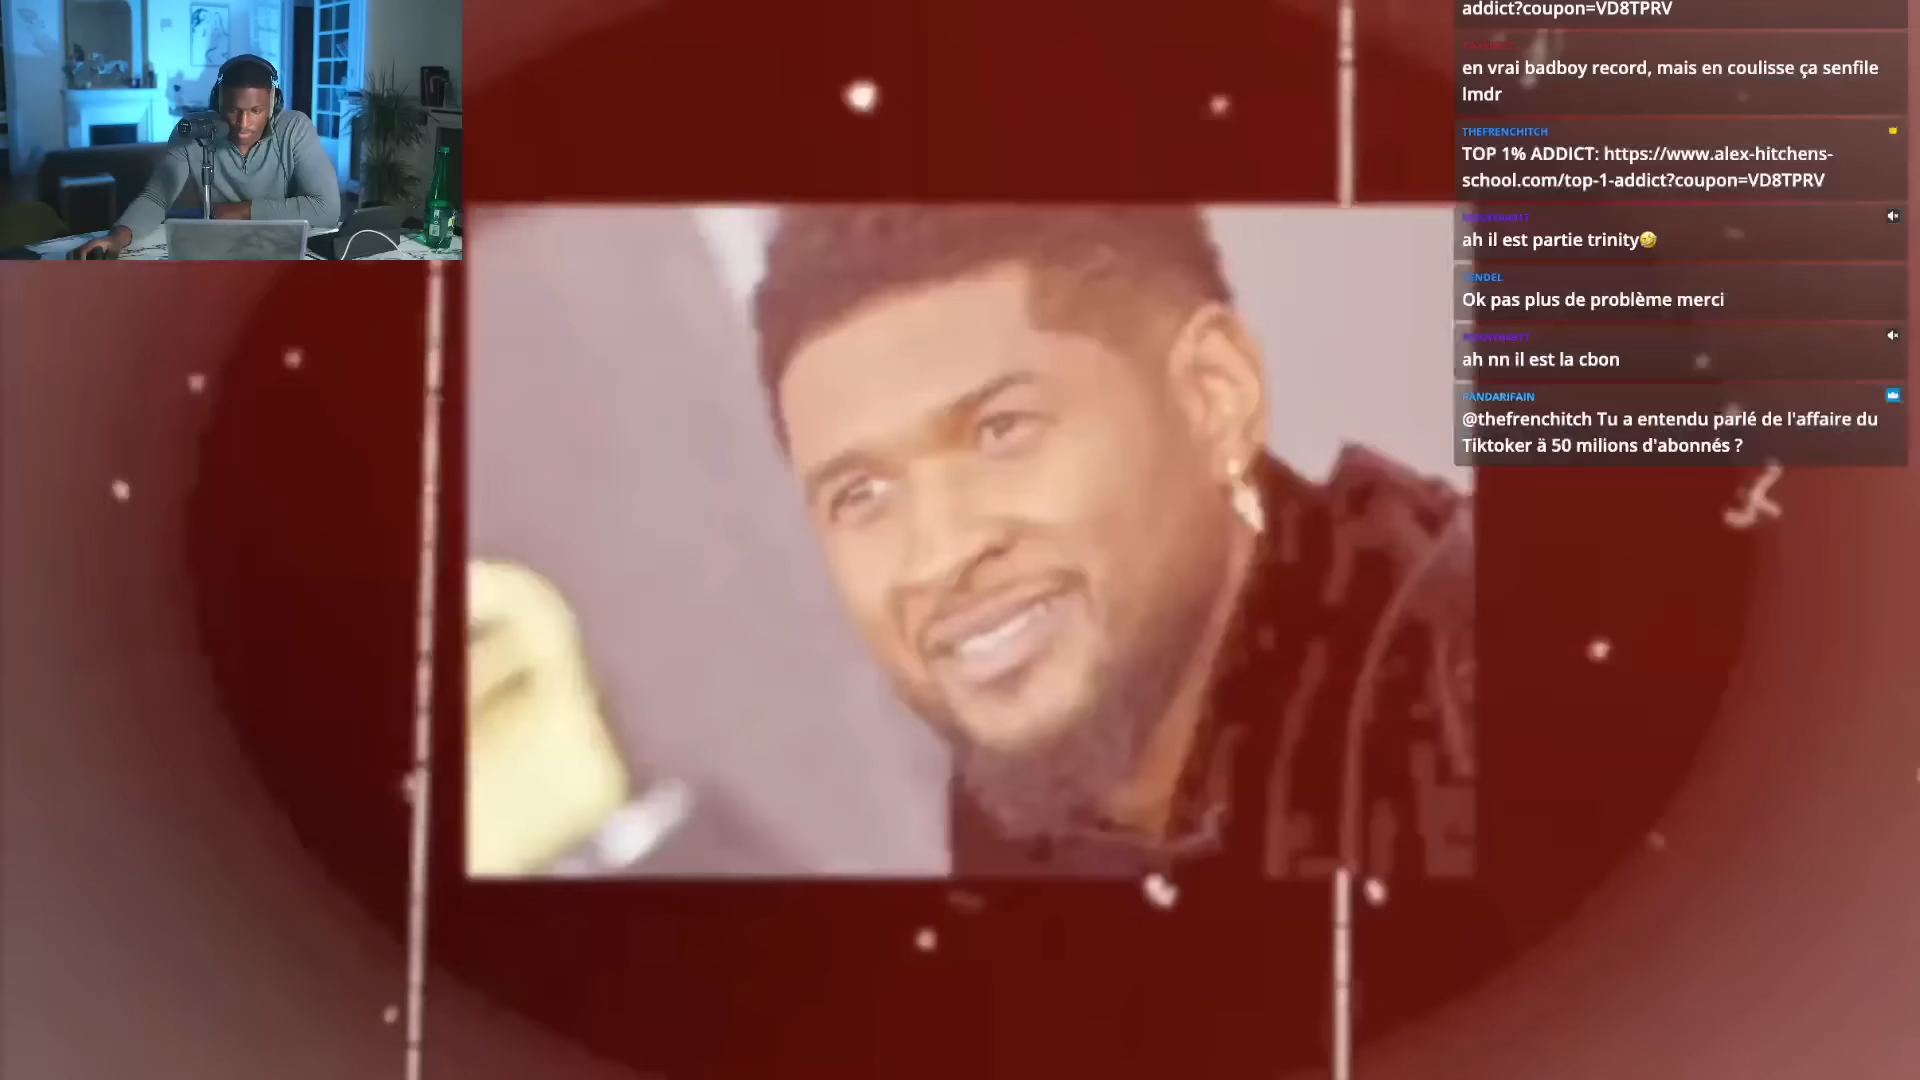 addict?coupon=VD8TPRV
en vrai badboy record, mais en coulisse ça senfile
lmdr
THEFRENCHITCH
TOP 1% ADDICT: https://www.alex-hitchens-
school.com/top-1-addict?coupon=VD8TPRV
ah il est partie trinity🤣
Ok pas plus de problème merci
ah nn il est la cbon
@thefrenchitch Tu a entendu parlé de l'affaire du
Tiktoker ä 50 milions d'abonnés ?